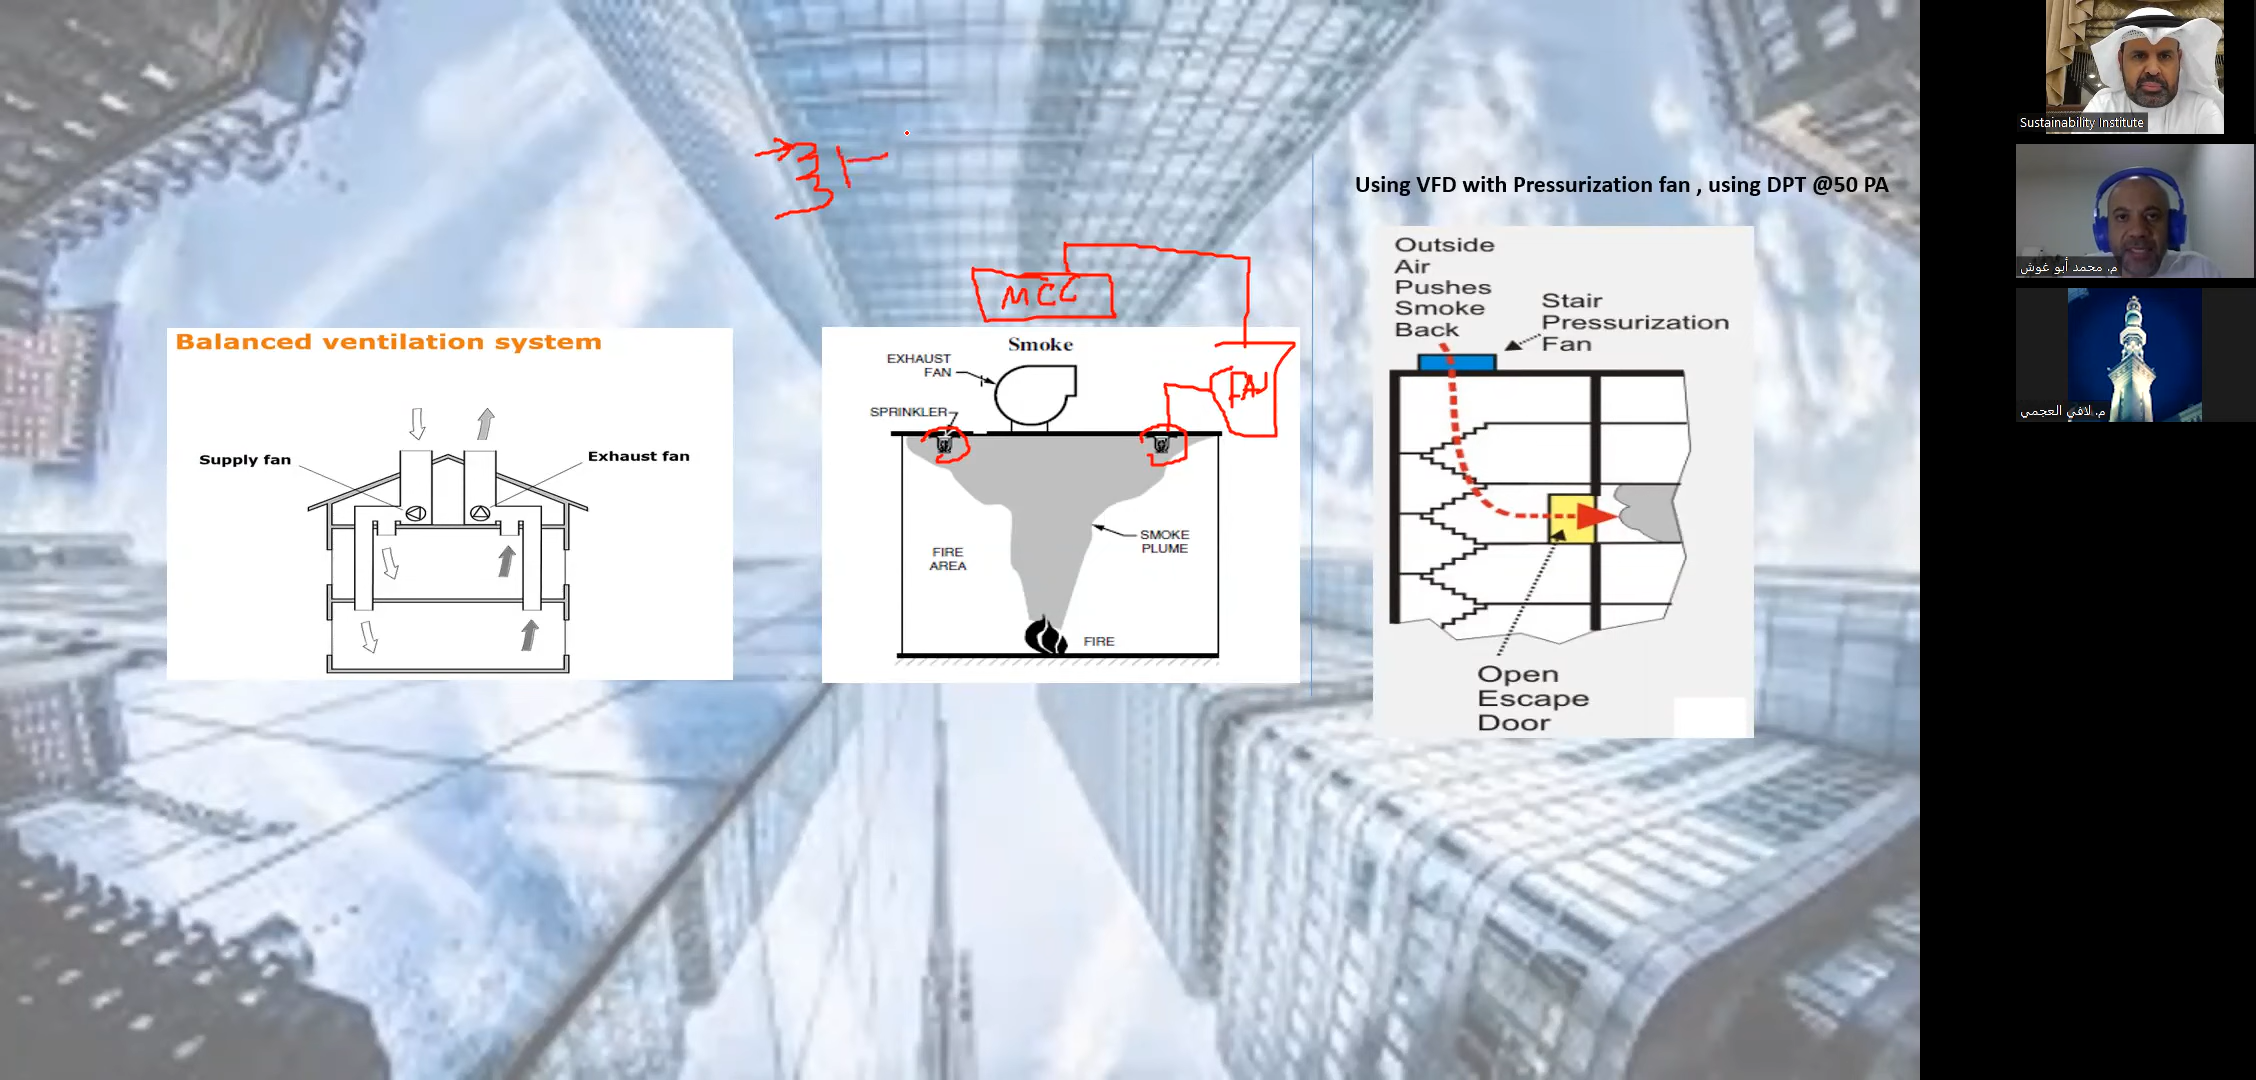 Balanced ventilation system
Supply fan
Exhaust fan
MCC
Smoke
EXHAUST
FAN
SPRINKLER
SMOKE
PLUME
FIRE
AREA
FIRE
Using VFD with Pressurization fan , using DPT @50 PA
Outside
Air
Pushes
Smoke
Back
Stair
Pressurization
Fan
Open
Escape
Door
Sustainability Institute
م. محمد أبو غوش
م. لافي العجمي